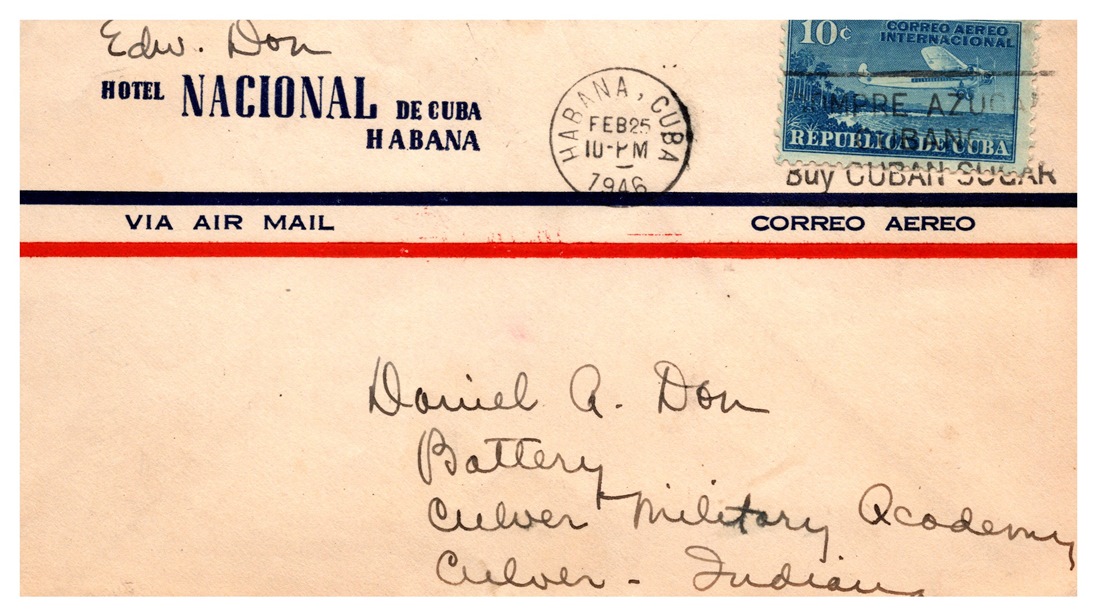 Edw. Don
HOTEL NACIONAL DE CUBA
HABANA
HABANA, CUBA
FEB 25
10-PM
1946
10c
CORREO AEREO
INTERNACIONAL
REPUBLICA DE CUBA
Buy CUBAN SUGAR
VIA AIR MAIL
CORREO AEREO
Daniel A. Don
Battery
Culver Military Academy
Culver - Indiana